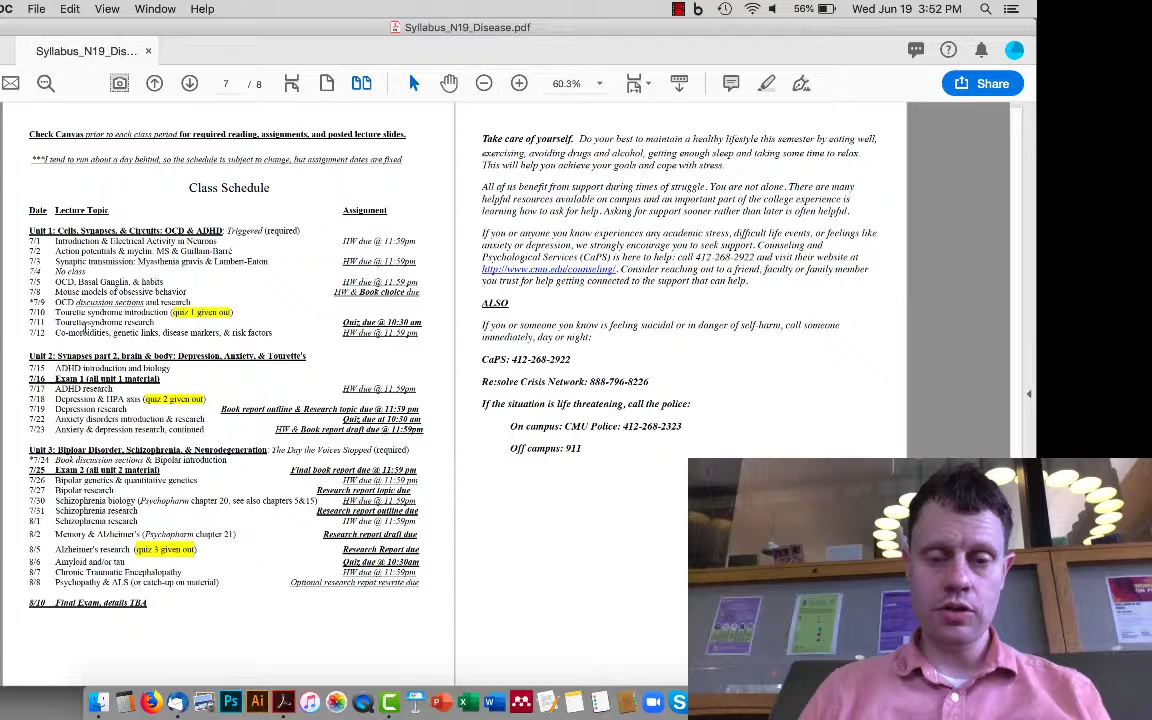 OC File Edit View Window Help 56% Wed Jun 19 3:52 PM
Syllabus_N19_Disease.pdf
Syllabus_N19_Dis... ×
7 / 8 60.3% Share
Check Canvas prior to each class period for required reading, assignments, and posted lecture slides.
***I tend to run about a day behind, so the schedule is subject to change, but assignment dates are fixed
Class Schedule
Date Lecture Topic Assignment
Unit 1: Cells, Synapses, & Circuits: OCD & ADHD: Triggered (required)
7/1 Introduction & Electrical Activity in Neurons HW due @ 11:59pm
7/2 Action potentials & myelin: MS & Guillain-Barré
7/3 Synaptic transmission: Myasthenia gravis & Lambert-Eaton HW due @ 11:59pm
7/4 No class
7/5 OCD, Basal Ganglia, & habits HW due @ 11:59 pm
7/8 Mouse models of obsessive behavior HW & Book choice due
*7/9 OCD discussion sections and research
7/10 Tourette syndrome introduction (quiz 1 given out)
7/11 Tourette syndrome research Quiz due @ 10:30 am
7/12 Co-morbidities, genetic links, disease markers, & risk factors HW due @ 11:59 pm
Unit 2: Synapses part 2, brain & body: Depression, Anxiety, & Tourette's
7/15 ADHD introduction and biology
7/16 Exam 1 (all unit 1 material)
7/17 ADHD research HW due @ 11:59pm
7/18 Depression & HPA axis (quiz 2 given out)
7/19 Depression research Book report outline & Research topic due @ 11:59 pm
7/22 Anxiety disorders introduction & research Quiz due at 10:30 am
7/23 Anxiety & depression research, continued HW & Book report draft due @ 11:59pm
Unit 3: Biploar Disorder, Schizophrenia, & Neurodegeneration: The Day the Voices Stopped (required)
*7/24 Book discussion sections & Bipolar introduction
7/25 Exam 2 (all unit 2 material) Final book report due @ 11:59 pm
7/26 Bipolar genetics & quantitative genetics HW due @ 11:59pm
7/27 Bipolar research Research report topic due
7/30 Schizophrenia biology (Psychopharm chapter 20, see also chapters 5&15) HW due @ 11:59pm
7/31 Schizophrenia research Research report outline due
8/1 Schizophrenia research HW due @ 11:59pm
8/2 Memory & Alzheimer's (Psychopharm chapter 21) Research report draft due
8/5 Alzheimer's research (quiz 3 given out) Research Report due
8/6 Amyloid and/or tau Quiz due @ 10:30am
8/7 Chronic Traumatic Encephalopathy HW due @ 11:59pm
8/8 Psychopathy & ALS (or catch-up on material) Optional research repot rewrite due
8/10 Final Exam, details TBA
Take care of yourself. Do your best to maintain a healthy lifestyle this semester by eating well,
exercising, avoiding drugs and alcohol, getting enough sleep and taking some time to relax.
This will help you achieve your goals and cope with stress.
All of us benefit from support during times of struggle. You are not alone. There are many
helpful resources available on campus and an important part of the college experience is
learning how to ask for help. Asking for support sooner rather than later is often helpful.
If you or anyone you know experiences any academic stress, difficult life events, or feelings like
anxiety or depression, we strongly encourage you to seek support. Counseling and
Psychological Services (CaPS) is here to help: call 412-268-2922 and visit their website at
http://www.cmu.edu/counseling/. Consider reaching out to a friend, faculty or family member
you trust for help getting connected to the support that can help.
ALSO
If you or someone you know is feeling suicidal or in danger of self-harm, call someone
immediately, day or night:
CaPS: 412-268-2922
Re:solve Crisis Network: 888-796-8226
If the situation is life threatening, call the police:
On campus: CMU Police: 412-268-2323
Off campus: 911